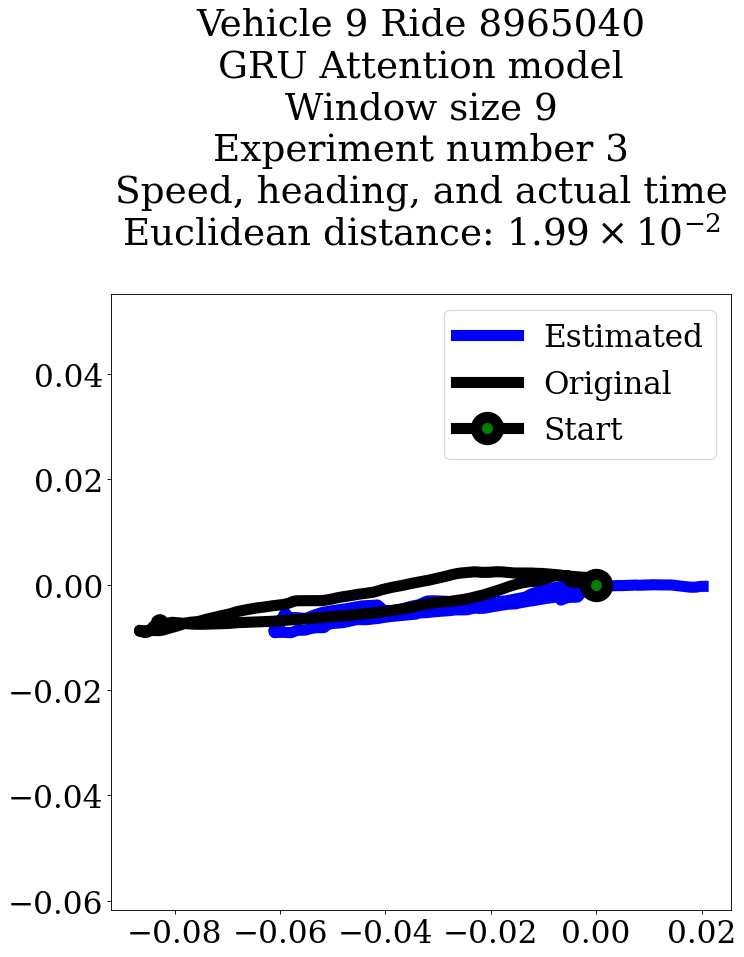 Vehicle 9 Ride 8965040
GRU Attention model
Window size 9
Experiment number 3
Speed, heading, and actual time
Euclidean distance: 1.99 × 10⁻²
Estimated
Original
Start
0.04
0.02
0.00
−0.02
−0.04
−0.06
−0.08 −0.06 −0.04 −0.02 0.00 0.02